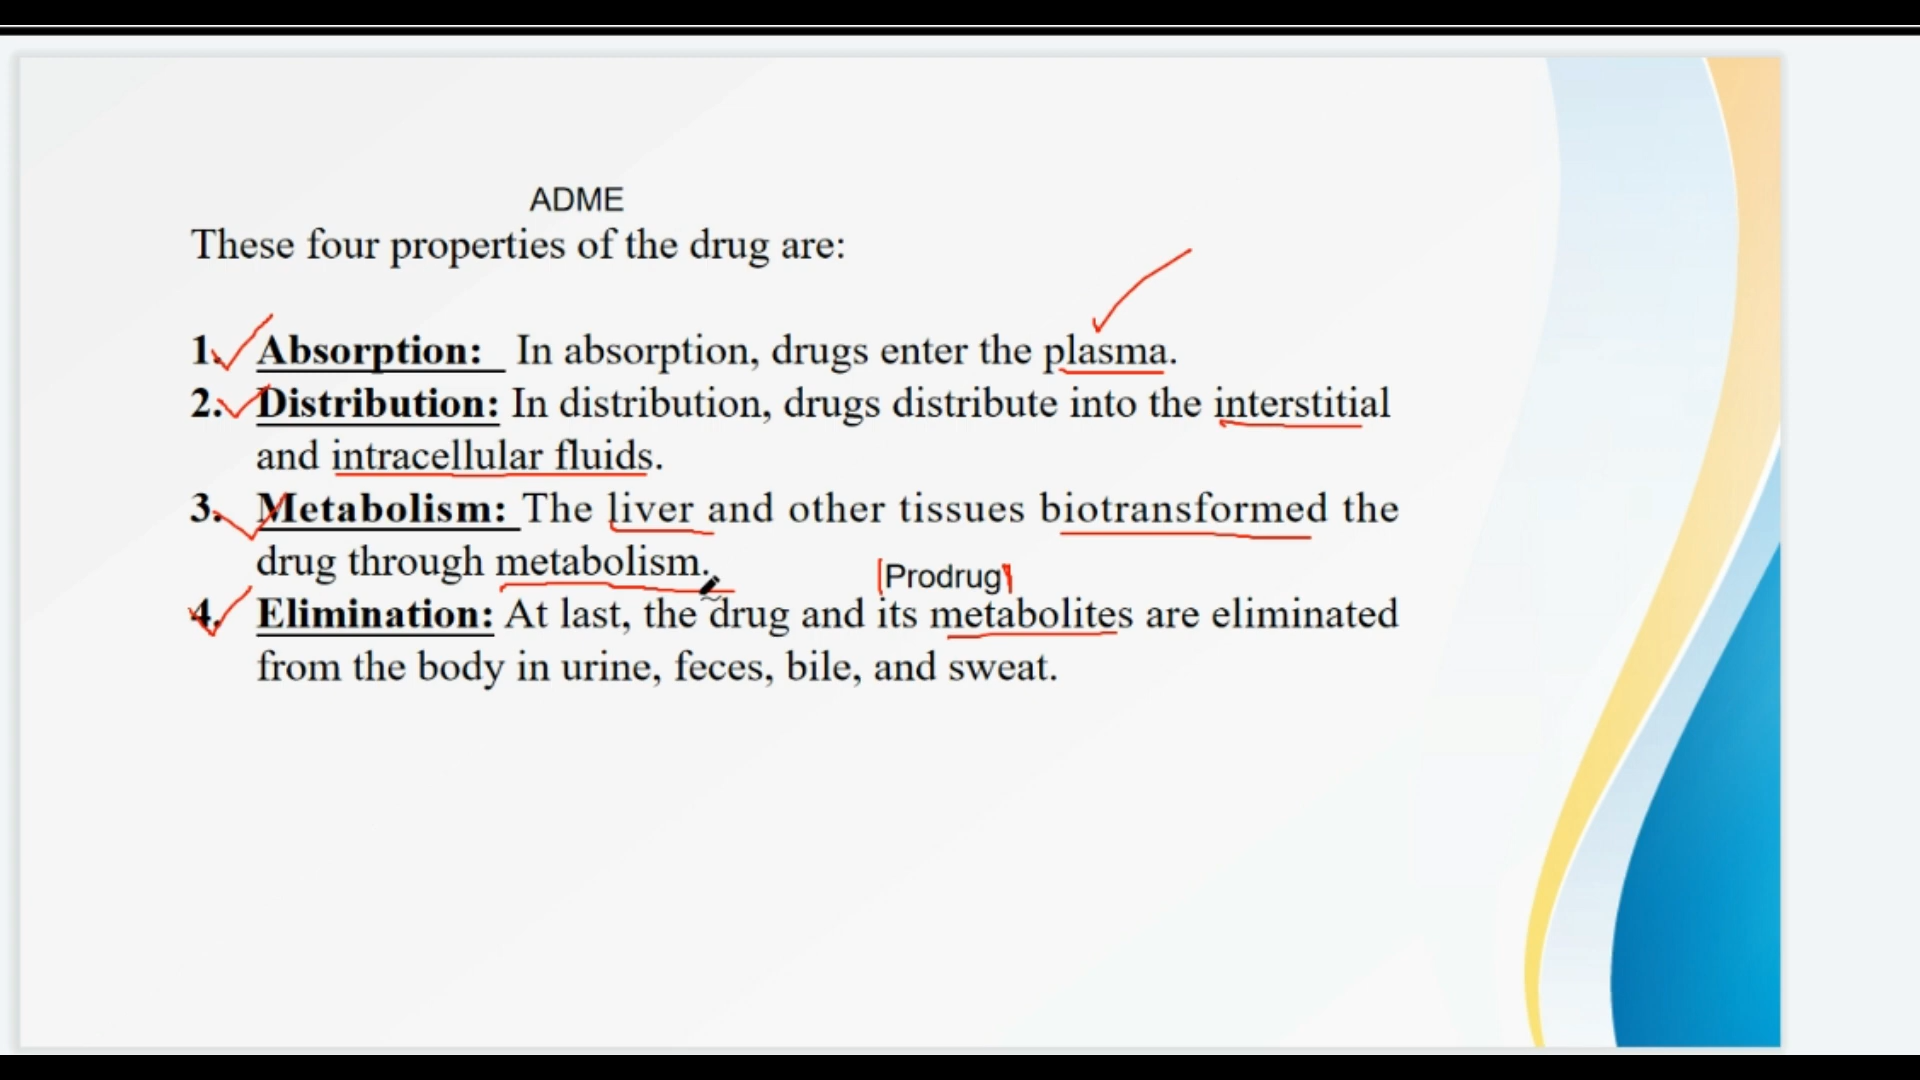 ADME
These four properties of the drug are:
1. Absorption: In absorption, drugs enter the plasma.
2. Distribution: In distribution, drugs distribute into the interstitial
and intracellular fluids.
3. Metabolism: The liver and other tissues biotransformed the
drug through metabolism.
Prodrug
4. Elimination: At last, the drug and its metabolites are eliminated
from the body in urine, feces, bile, and sweat.